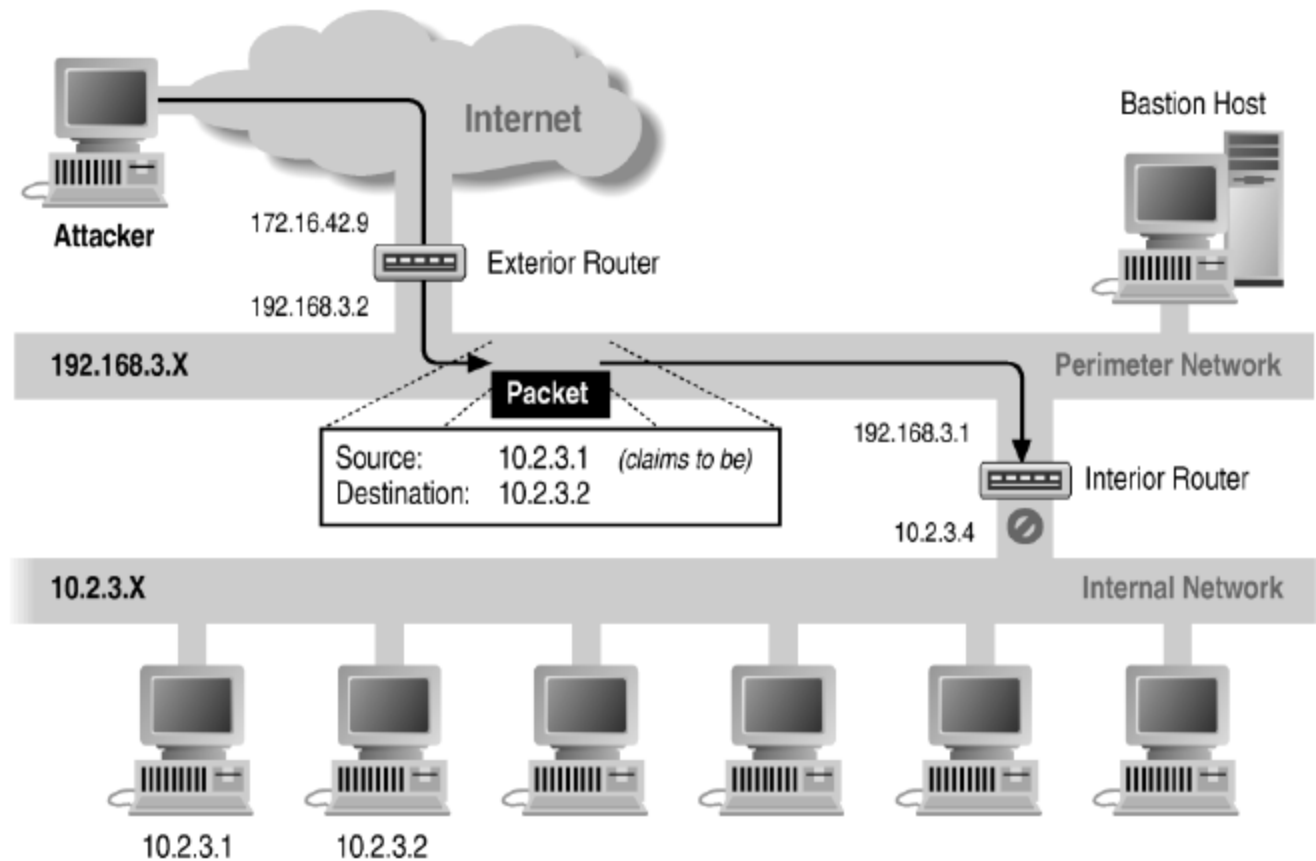 Internet
Bastion Host
Attacker
172.16.42.9
Exterior Router
192.168.3.2
192.168.3.X
Perimeter Network
Packet
Source: 10.2.3.1 (claims to be)
Destination: 10.2.3.2
192.168.3.1
Interior Router
10.2.3.4
10.2.3.X
Internal Network
10.2.3.1
10.2.3.2